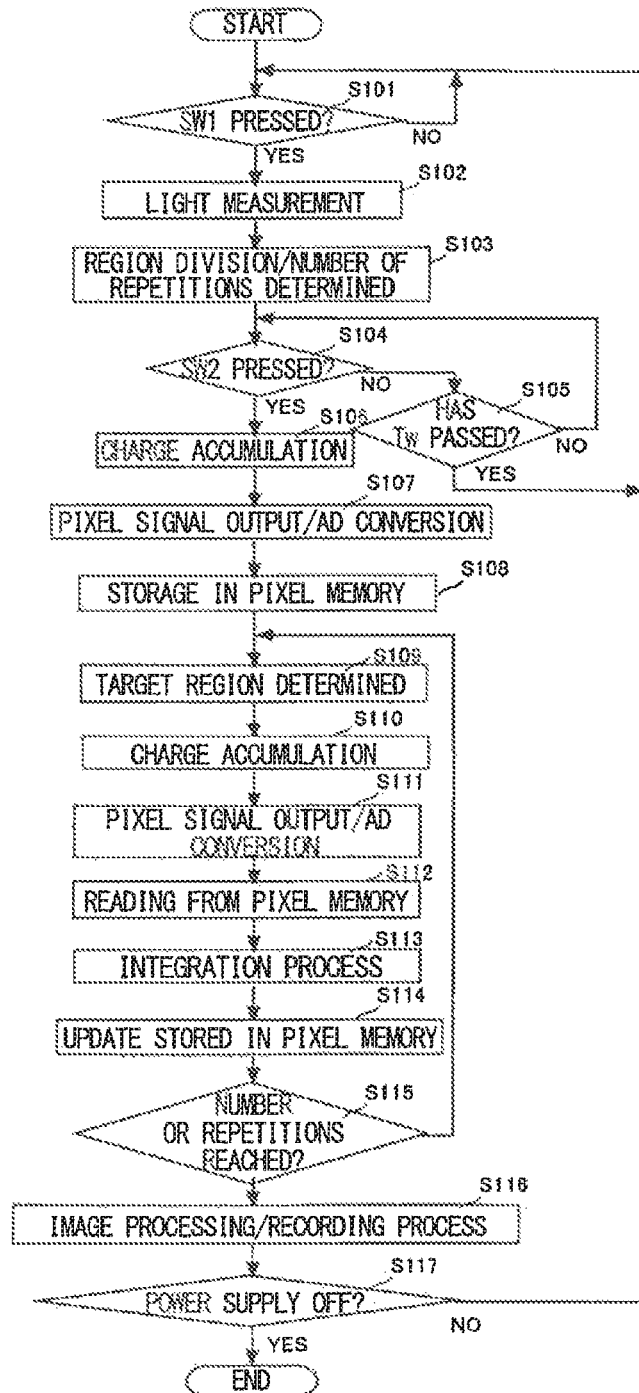 START
S101
SW1 PRESSED?
NO
YES
S102
LIGHT MEASUREMENT
S103
REGION DIVISION/NUMBER OF
REPETITIONS DETERMINED
S104
SW2 PRESSED?
NO
S105
YES
HAS
Tw PASSED?
NO
YES
S106
CHARGE ACCUMULATION
S107
PIXEL SIGNAL OUTPUT/AD CONVERSION
S108
STORAGE IN PIXEL MEMORY
S109
TARGET REGION DETERMINED
S110
CHARGE ACCUMULATION
S111
PIXEL SIGNAL OUTPUT/AD
CONVERSION
S112
READING FROM PIXEL MEMORY
S113
INTEGRATION PROCESS
S114
UPDATE STORED IN PIXEL MEMORY
S115
NUMBER
OR REPETITIONS
REACHED?
S116
IMAGE PROCESSING/RECORDING PROCESS
S117
POWER SUPPLY OFF?
NO
YES
END